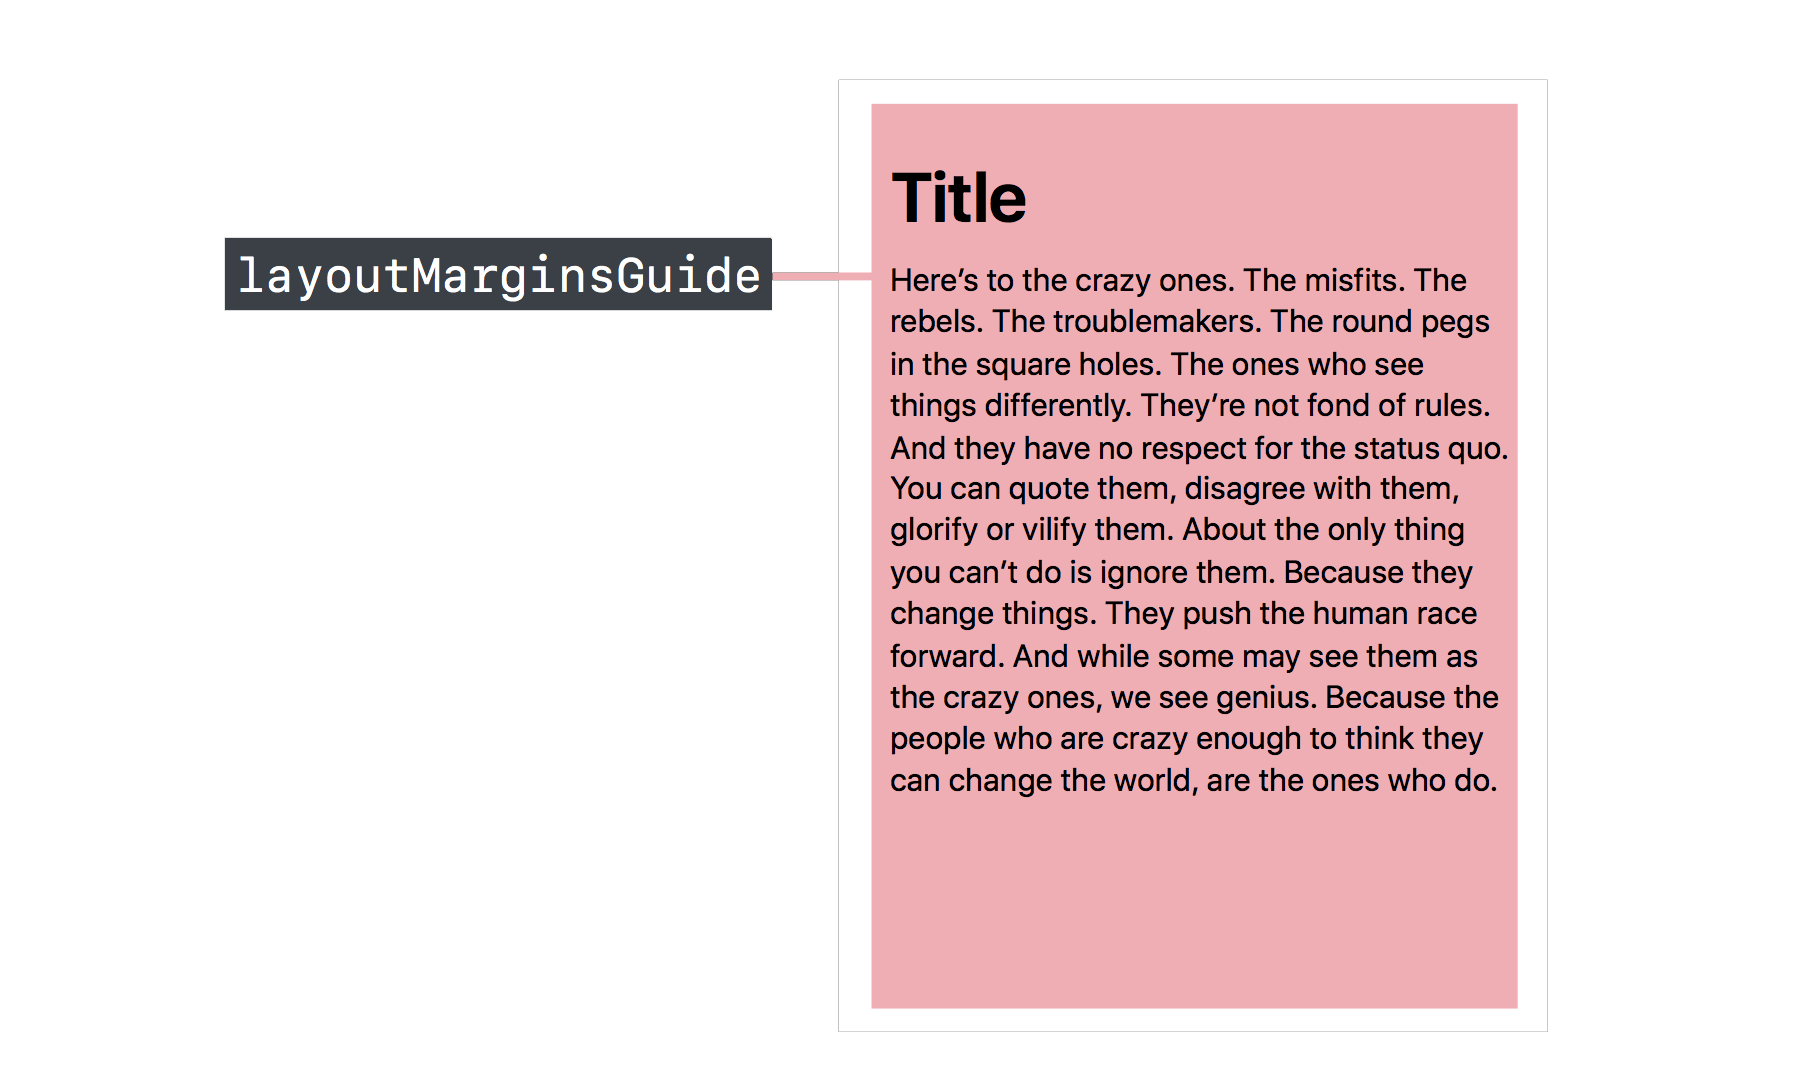 layoutMarginsGuide
Title
Here’s to the crazy ones. The misfits. The
rebels. The troublemakers. The round pegs
in the square holes. The ones who see
things differently. They’re not fond of rules.
And they have no respect for the status quo.
You can quote them, disagree with them,
glorify or vilify them. About the only thing
you can’t do is ignore them. Because they
change things. They push the human race
forward. And while some may see them as
the crazy ones, we see genius. Because the
people who are crazy enough to think they
can change the world, are the ones who do.